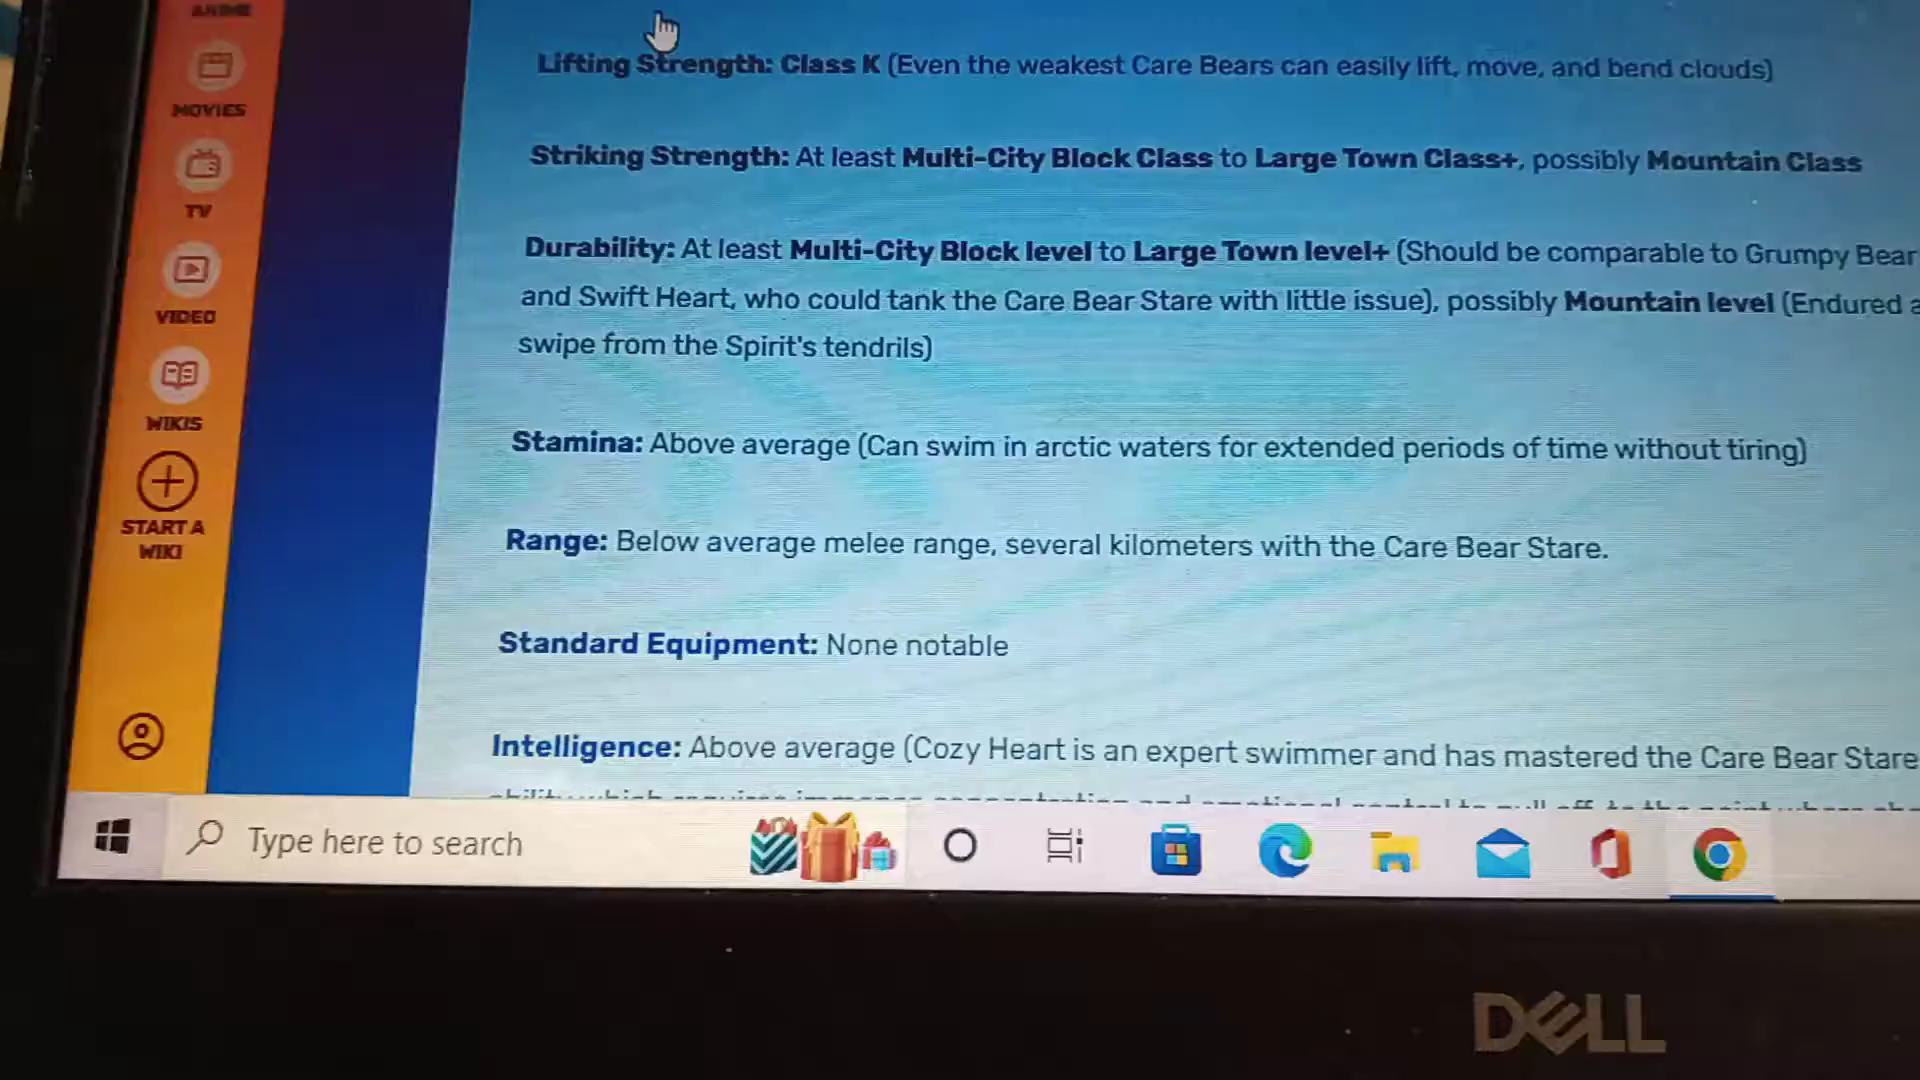 ANIME
MOVIES
TV
VIDEO
WIKIS
START A
WIKI
Lifting Strength: Class K (Even the weakest Care Bears can easily lift, move, and bend clouds)
Striking Strength: At least Multi-City Block Class to Large Town Class+, possibly Mountain Class
Durability: At least Multi-City Block level to Large Town level+ (Should be comparable to Grumpy Bear
and Swift Heart, who could tank the Care Bear Stare with little issue), possibly Mountain level (Endured a
swipe from the Spirit's tendrils)
Stamina: Above average (Can swim in arctic waters for extended periods of time without tiring)
Range: Below average melee range, several kilometers with the Care Bear Stare.
Standard Equipment: None notable
Intelligence: Above average (Cozy Heart is an expert swimmer and has mastered the Care Bear Stare
Type here to search
DELL